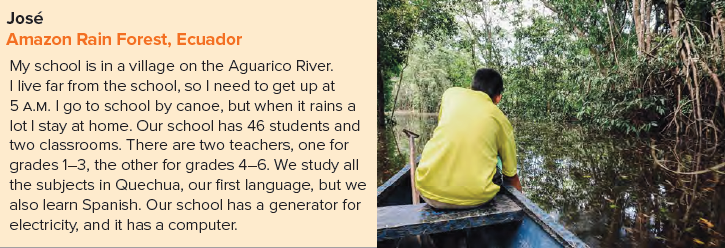 José
Amazon Rain Forest, Ecuador
My school is in a village on the Aguarico River.
I live far from the school, so I need to get up at
5 A.M. I go to school by canoe, but when it rains a
lot I stay at home. Our school has 46 students and
two classrooms. There are two teachers, one for
grades 1–3, the other for grades 4–6. We study all
the subjects in Quechua, our first language, but we
also learn Spanish. Our school has a generator for
electricity, and it has a computer.